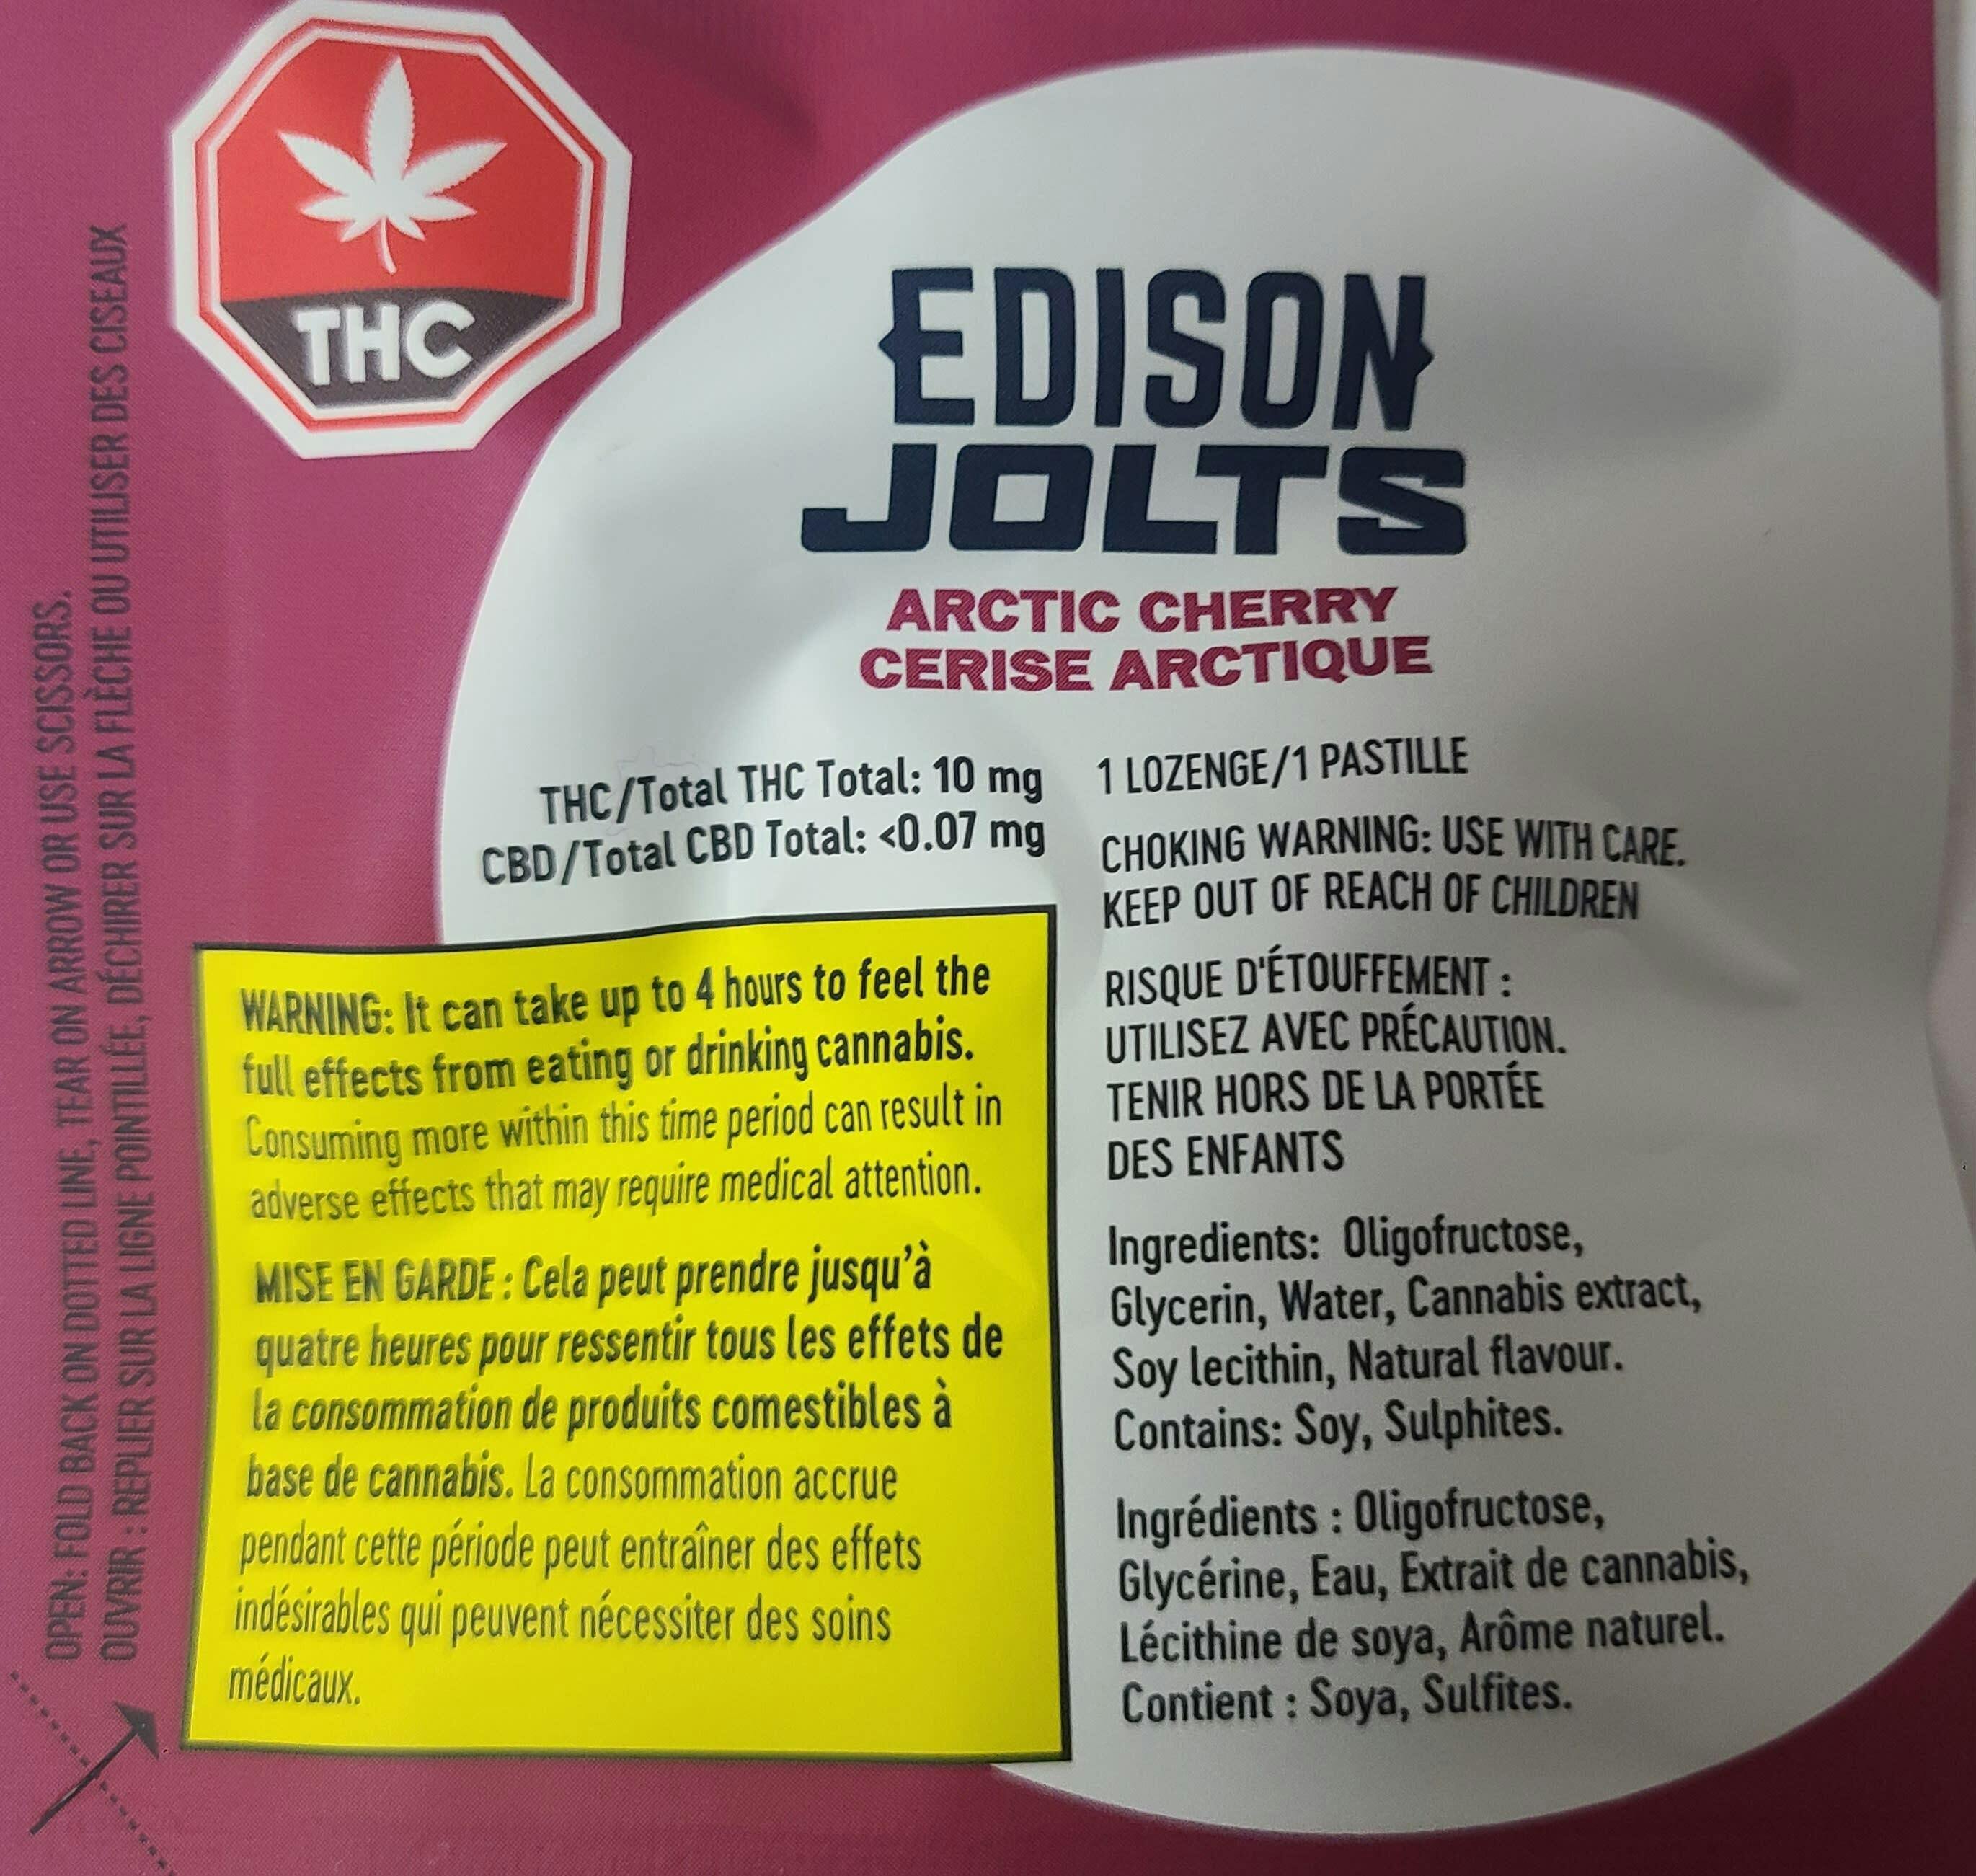 THC
OPEN: FOLD BACK ON DOTTED LINE, TEAR ON ARROW OR USE SCISSORS.
OUVRIR : REPLIER SUR LA LIGNE POINTILLÉE, DÉCHIRER SUR LA FLÈCHE OU UTILISER DES CISEAUX
EDISON
JOLTS
ARCTIC CHERRY
CERISE ARCTIQUE
THC/Total THC Total: 10 mg
CBD/Total CBD Total: <0.07 mg
WARNING: It can take up to 4 hours to feel the
full effects from eating or drinking cannabis.
Consuming more within this time period can result in
adverse effects that may require medical attention.
MISE EN GARDE : Cela peut prendre jusqu’à
quatre heures pour ressentir tous les effets de
la consommation de produits comestibles à
base de cannabis. La consommation accrue
pendant cette période peut entraîner des effets
indésirables qui peuvent nécessiter des soins
médicaux.
1 LOZENGE/1 PASTILLE
CHOKING WARNING: USE WITH CARE.
KEEP OUT OF REACH OF CHILDREN
RISQUE D'ÉTOUFFEMENT :
UTILISEZ AVEC PRÉCAUTION.
TENIR HORS DE LA PORTÉE
DES ENFANTS
Ingredients: Oligofructose,
Glycerin, Water, Cannabis extract,
Soy lecithin, Natural flavour.
Contains: Soy, Sulphites.
Ingrédients : Oligofructose,
Glycérine, Eau, Extrait de cannabis,
Lécithine de soya, Arôme naturel.
Contient : Soya, Sulfites.